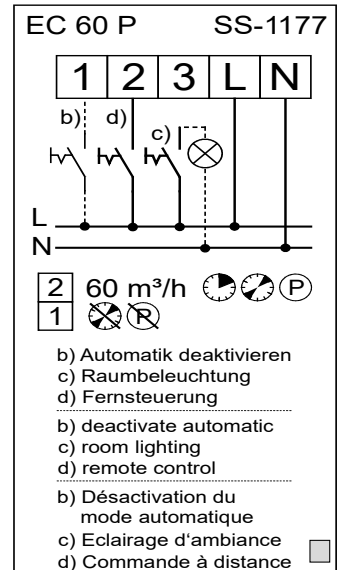 EC 60 P SS-1177
1 2 3 L N
b) d) c)
L
N
2 60 m³/h P
1 P
b) Automatik deaktivieren
c) Raumbeleuchtung
d) Fernsteuerung
b) deactivate automatic
c) room lighting
d) remote control
b) Désactivation du
mode automatique
c) Eclairage d'ambiance
d) Commande à distance